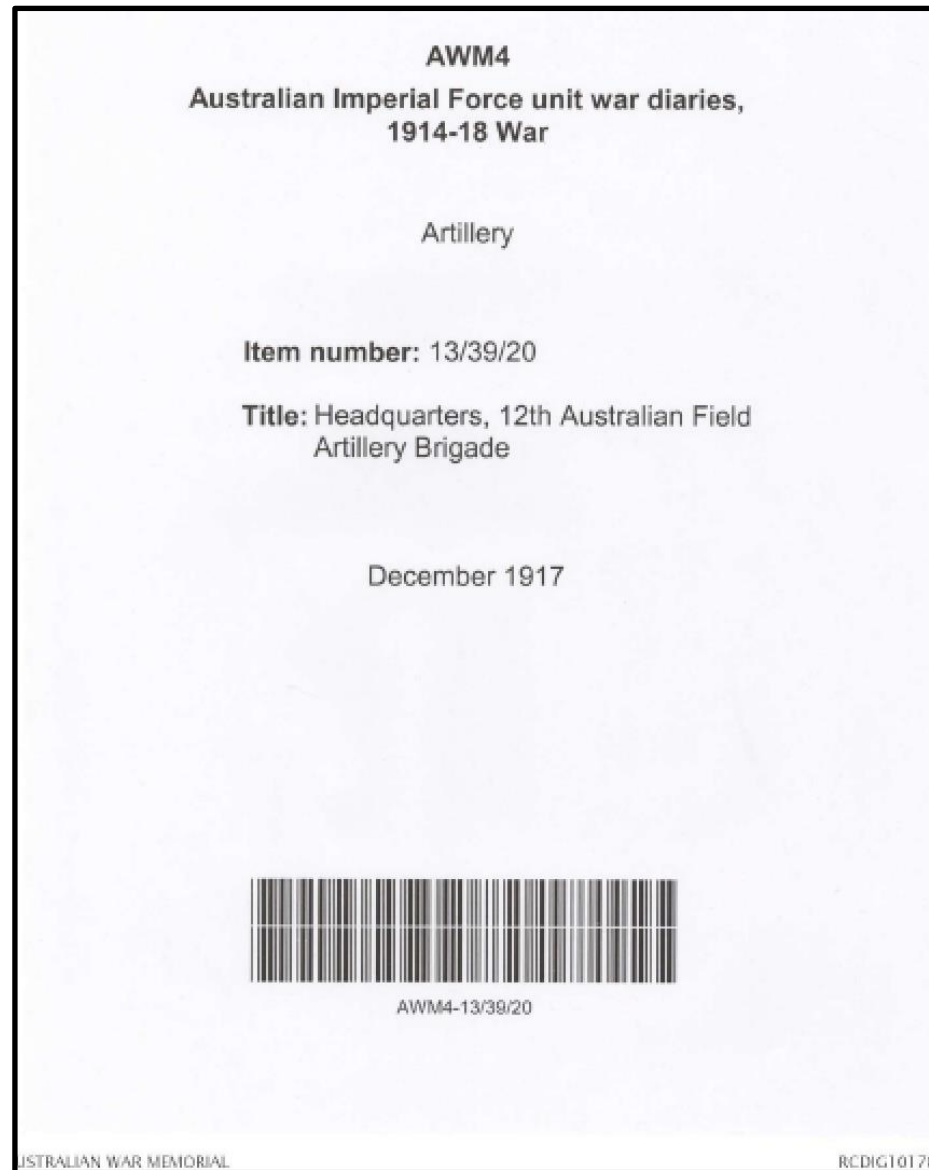 AWM4
Australian Imperial Force unit war diaries,
1914-18 War
Artillery
Item number: 13/39/20
Title: Headquarters, 12th Australian Field
Artillery Brigade
December 1917
AWM4-13/39/20
USTRALIAN WAR MEMORIAL
RCDIG10178